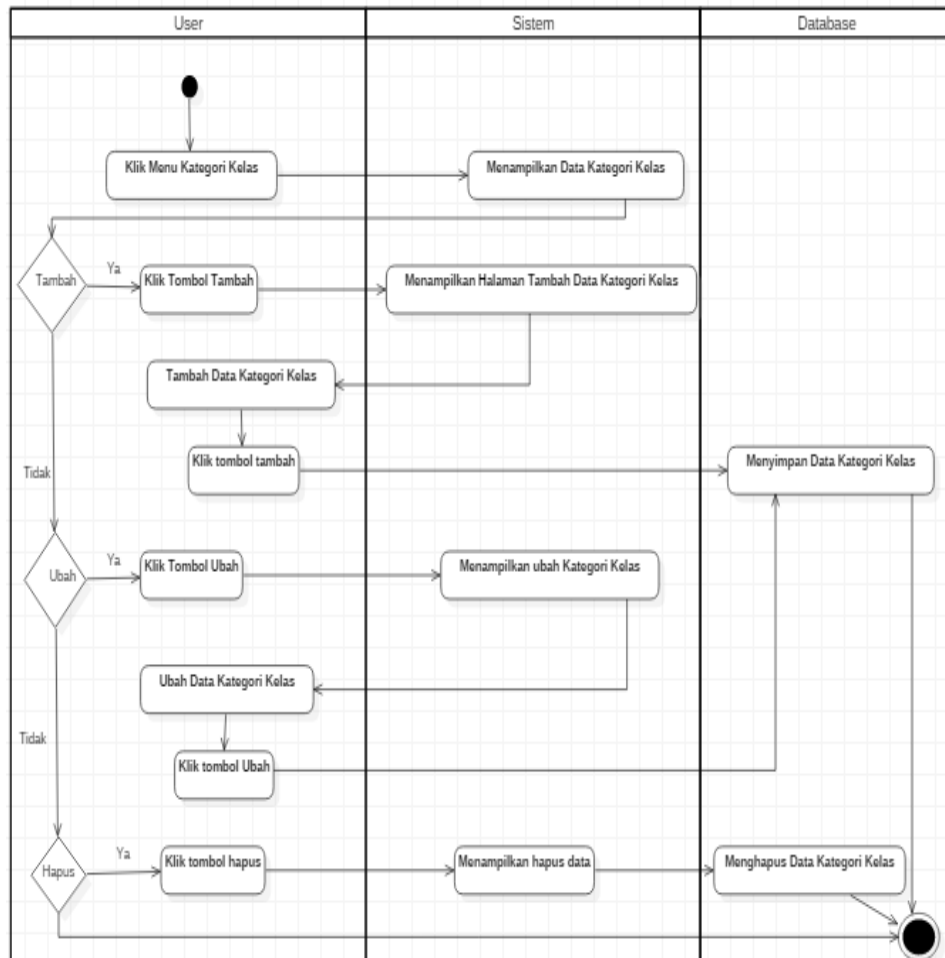 User
Sistem
Database
Klik Menu Kategori Kelas
Menampilkan Data Kategori Kelas
Tambah
Ya
Klik Tombol Tambah
Menampilkan Halaman Tambah Data Kategori Kelas
Tambah Data Kategori Kelas
Tidak
Klik tombol tambah
Menyimpan Data Kategori Kelas
Ubah
Ya
Klik Tombol Ubah
Menampilkan ubah Kategori Kelas
Ubah Data Kategori Kelas
Tidak
Klik tombol Ubah
Hapus
Ya
Klik tombol hapus
Menampilkan hapus data
Menghapus Data Kategori Kelas